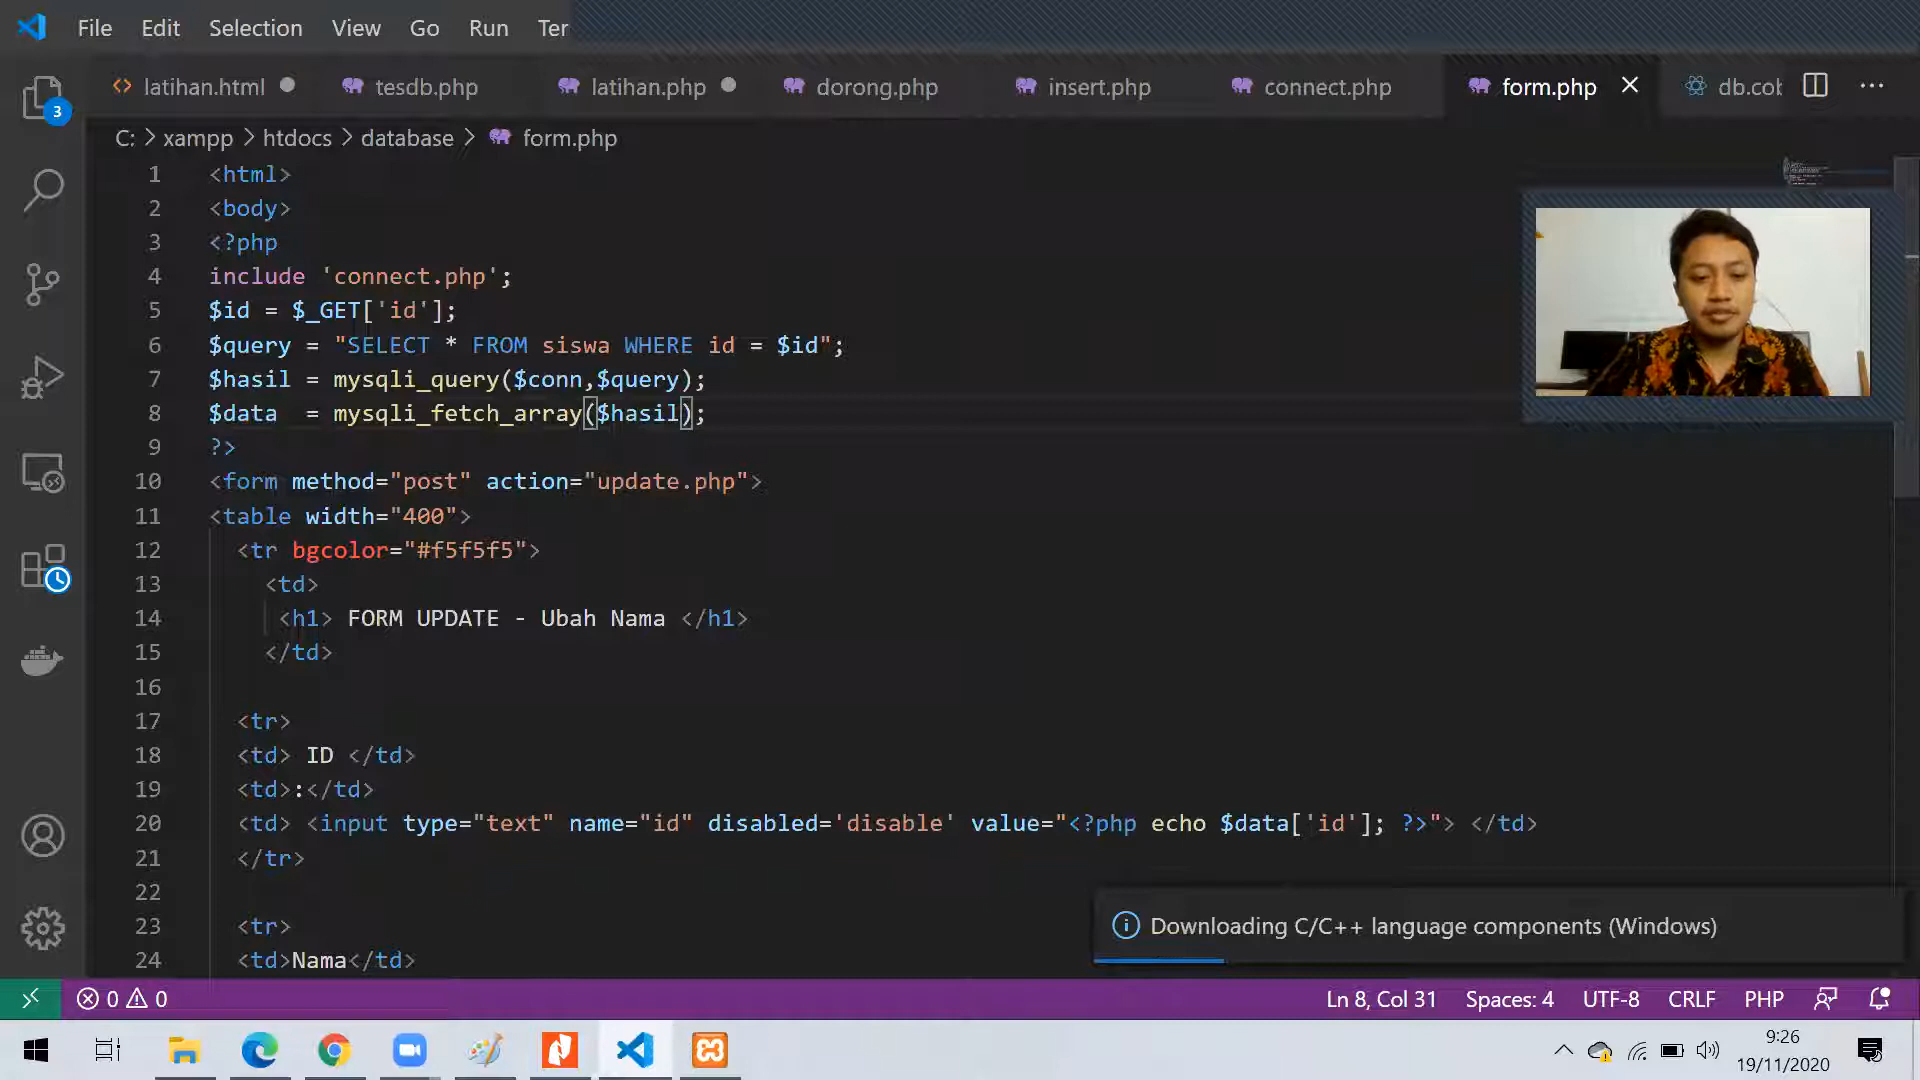 File Edit Selection View Go Run Ter
latihan.html tesdb.php latihan.php dorong.php insert.php connect.php form.php db.cob
3
C: > xampp > htdocs > database > form.php
1 <html>
2 <body>
3 <?php
4 include 'connect.php';
5 $id = $_GET['id'];
6 $query = "SELECT * FROM siswa WHERE id = $id";
7 $hasil = mysqli_query($conn,$query);
8 $data  = mysqli_fetch_array($hasil);
9 ?>
10 <form method="post" action="update.php">
11 <table width="400">
12 <tr bgcolor="#f5f5f5">
13 <td>
14 <h1> FORM UPDATE - Ubah Nama </h1>
15 </td>
16
17 <tr>
18 <td> ID </td>
19 <td>:</td>
20 <td> <input type="text" name="id" disabled='disable' value="<?php echo $data['id']; ?>"> </td>
21 </tr>
22
23 <tr>
24 <td>Nama</td>
Downloading C/C++ language components (Windows)
0 0 Ln 8, Col 31 Spaces: 4 UTF-8 CRLF PHP
9:26
19/11/2020